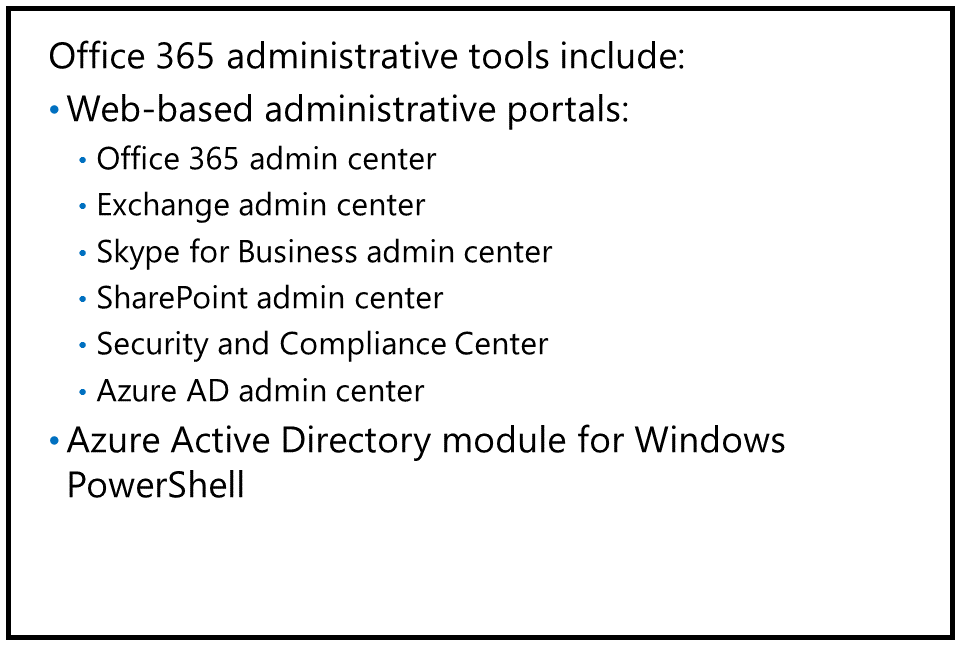 Office 365 administrative tools include:
• Web-based administrative portals:
• Office 365 admin center
• Exchange admin center
• Skype for Business admin center
• SharePoint admin center
• Security and Compliance Center
• Azure AD admin center
• Azure Active Directory module for Windows
PowerShell